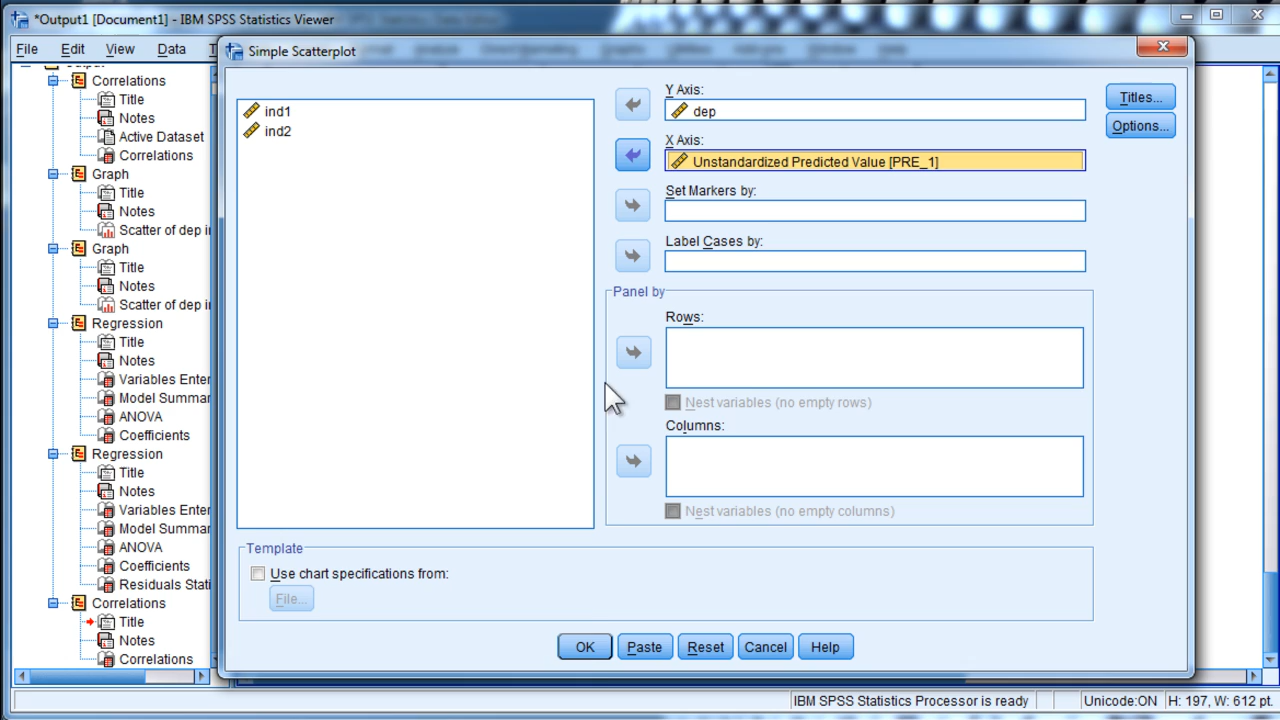 *Output1 [Document1] - IBM SPSS Statistics Viewer
File Edit View Data
Simple Scatterplot
Correlations
Title
Notes
Active Dataset
Correlations
Graph
Title
Notes
Scatter of dep in
Graph
Title
Notes
Scatter of dep in
Regression
Title
Notes
Variables Enter
Model Summar
ANOVA
Coefficients
Regression
Title
Notes
Variables Enter
Model Summar
ANOVA
Coefficients
Residuals Stati
Correlations
Title
Notes
Correlations
ind1
ind2
Y Axis:
dep
X Axis:
Unstandardized Predicted Value [PRE_1]
Set Markers by:
Label Cases by:
Panel by
Rows:
Nest variables (no empty rows)
Columns:
Nest variables (no empty columns)
Titles...
Options...
Template
Use chart specifications from:
File...
OK Paste Reset Cancel Help
IBM SPSS Statistics Processor is ready Unicode:ON H: 197, W: 612 pt.